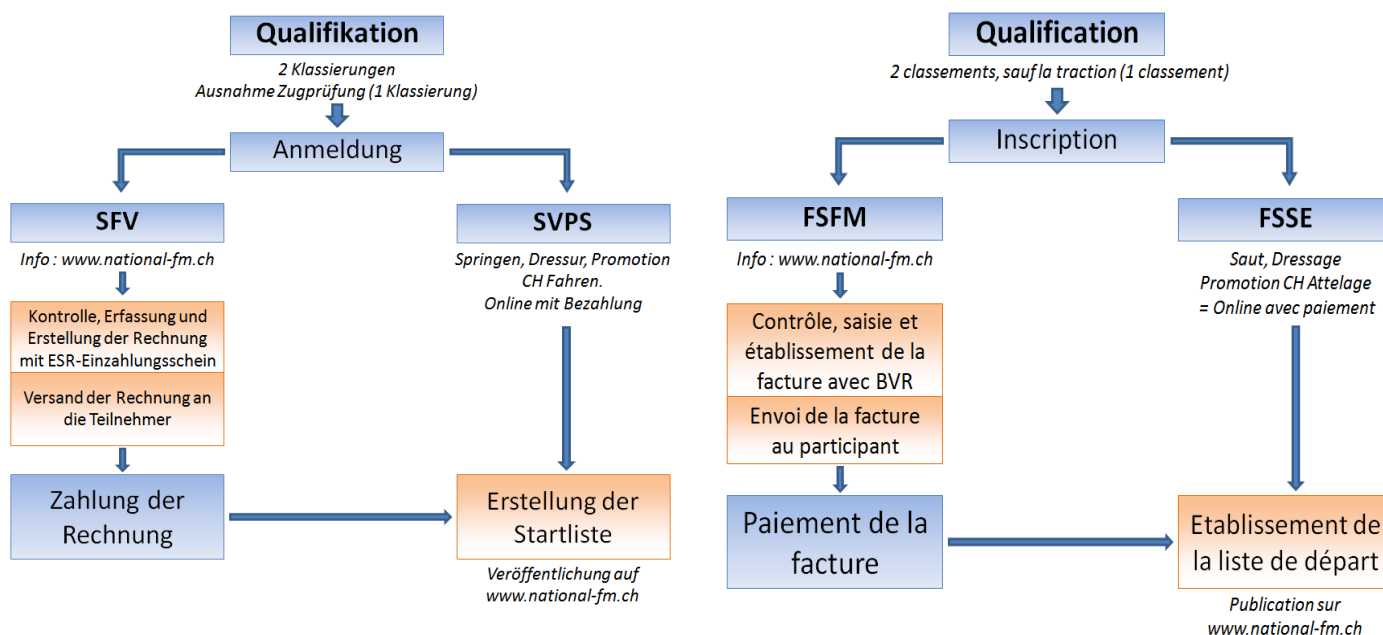 Qualifikation
2 Klassierungen
Ausnahme Zugprüfung (1 Klassierung)
Anmeldung
SFV
Info : www.national-fm.ch
Kontrolle, Erfassung und
Erstellung der Rechnung
mit ESR-Einzahlungsschein
Versand der Rechnung an
die Teilnehmer
Zahlung der
Rechnung
SVPS
Springen, Dressur, Promotion
CH Fahren.
Online mit Bezahlung
Erstellung der
Startliste
Veröffentlichung auf
www.national-fm.ch
Qualification
2 classements, sauf la traction (1 classement)
Inscription
FSFM
Info : www.national-fm.ch
Contrôle, saisie et
établissement de la
facture avec BVR
Envoi de la facture
au participant
Paiement de la
facture
FSSE
Saut, Dressage
Promotion CH Attelage
= Online avec paiement
Etablissement de
la liste de départ
Publication sur
www.national-fm.ch